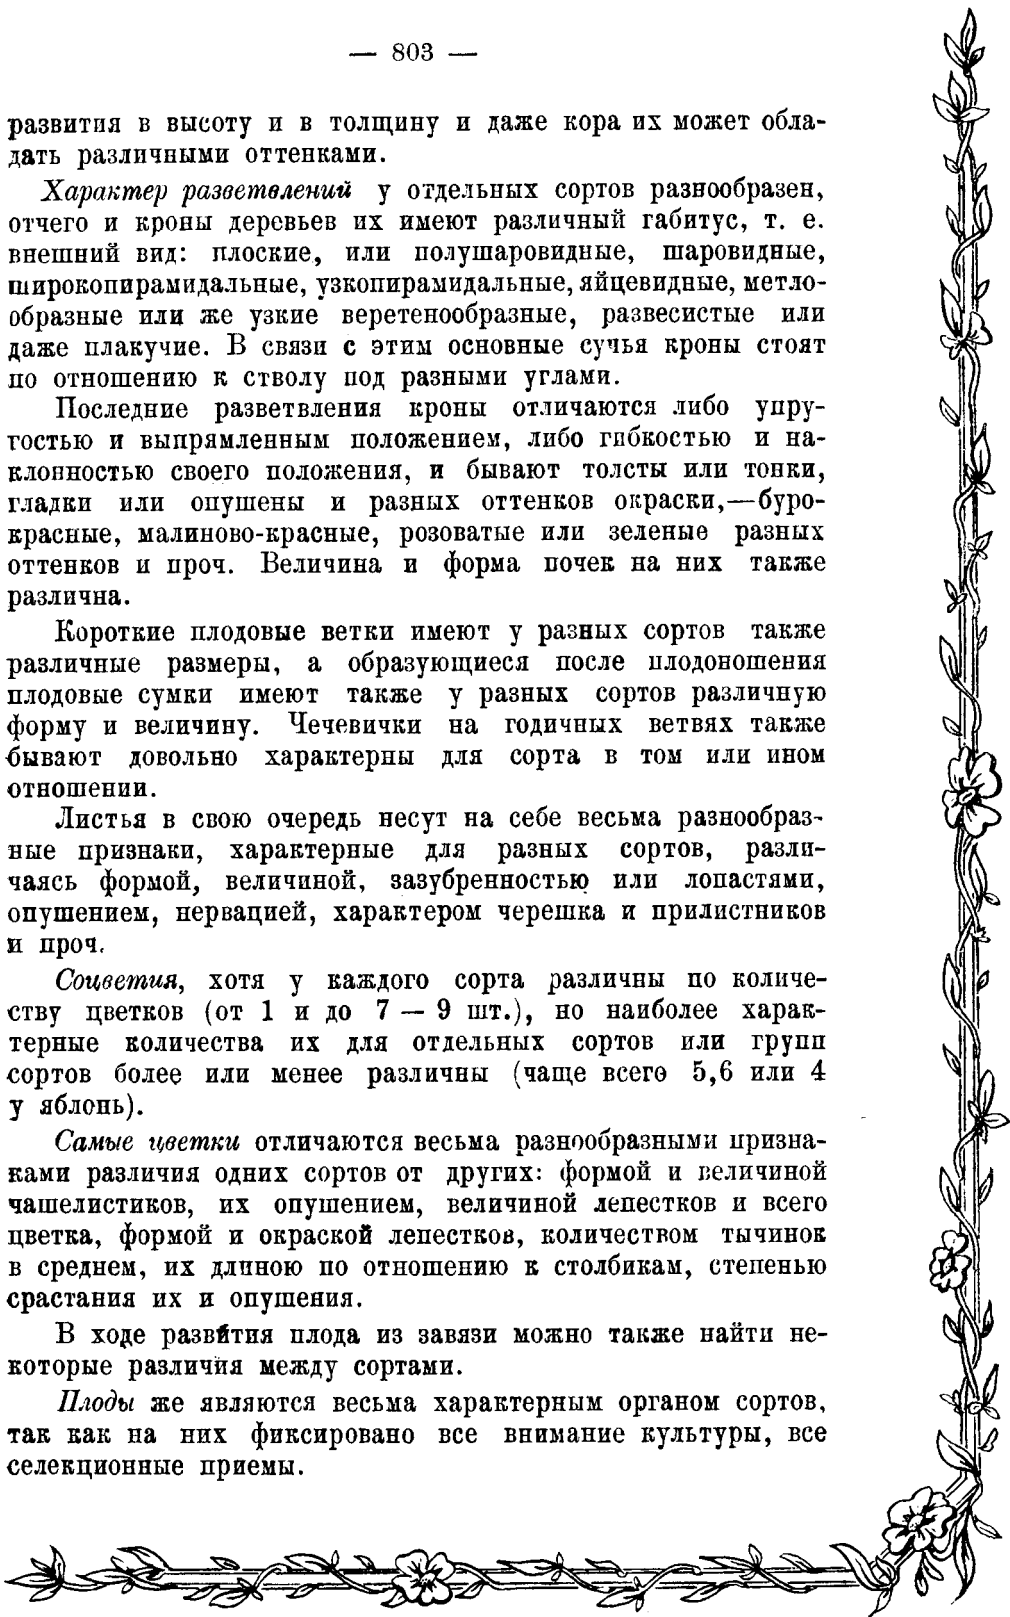 — 803 —
развития в высоту и в толщину и даже кора их может обла-
дать различными оттенками.
Характер разветвлений у отдельных сортов разнообразен,
отчего и кроны деревьев их имеют различный габитус, т. е.
внешний вид: плоские, или полушаровидные, шаровидные,
широкопирамидальные, узкопирамидальные, яйцевидные, метло-
образные или же узкие веретенообразные, развесистые или
даже плакучие. В связи с этим основные сучья кроны стоят
по отношению к стволу под разными углами.
Последние разветвления кроны отличаются либо упру-
гостью и выпрямленным положением, либо гибкостью и на-
клонностью своего положения, и бывают толсты или тонки,
гладки или опушены и разных оттенков окраски,—буро-
красные, малиново-красные, розоватые или зеленые разных
оттенков и проч. Величина и форма почек на них также
различна.
Короткие плодовые ветки имеют у разных сортов также
различные размеры, а образующиеся после плодоношения
плодовые сумки имеют также у разных сортов различную
форму и величину. Чечевички на годичных ветвях также
бывают довольно характерны для сорта в том или ином
отношении.
Листья в свою очередь несут на себе весьма разнообраз-
ные признаки, характерные для разных сортов, разли-
чаясь формой, величиной, зазубренностью или лопастями,
опушением, нервацией, характером черешка и прилистников
и проч.
Соцветия, хотя у каждого сорта различны по количе-
ству цветков (от 1 и до 7 — 9 шт.), но наиболее харак-
терные количества их для отдельных сортов или групп
сортов более или менее различны (чаще всего 5,6 или 4
у яблонь).
Самые цветки отличаются весьма разнообразными призна-
ками различия одних сортов от других: формой и величиной
чашелистиков, их опушением, величиной лепестков и всего
цветка, формой и окраской лепестков, количеством тычинок
в среднем, их длиною по отношению к столбикам, степенью
срастания их и опушения.
В ходе развития плода из завязи можно также найти не-
которые различия между сортами.
Плоды же являются весьма характерным органом сортов,
так как на них фиксировано все внимание культуры, все
селекционные приемы.